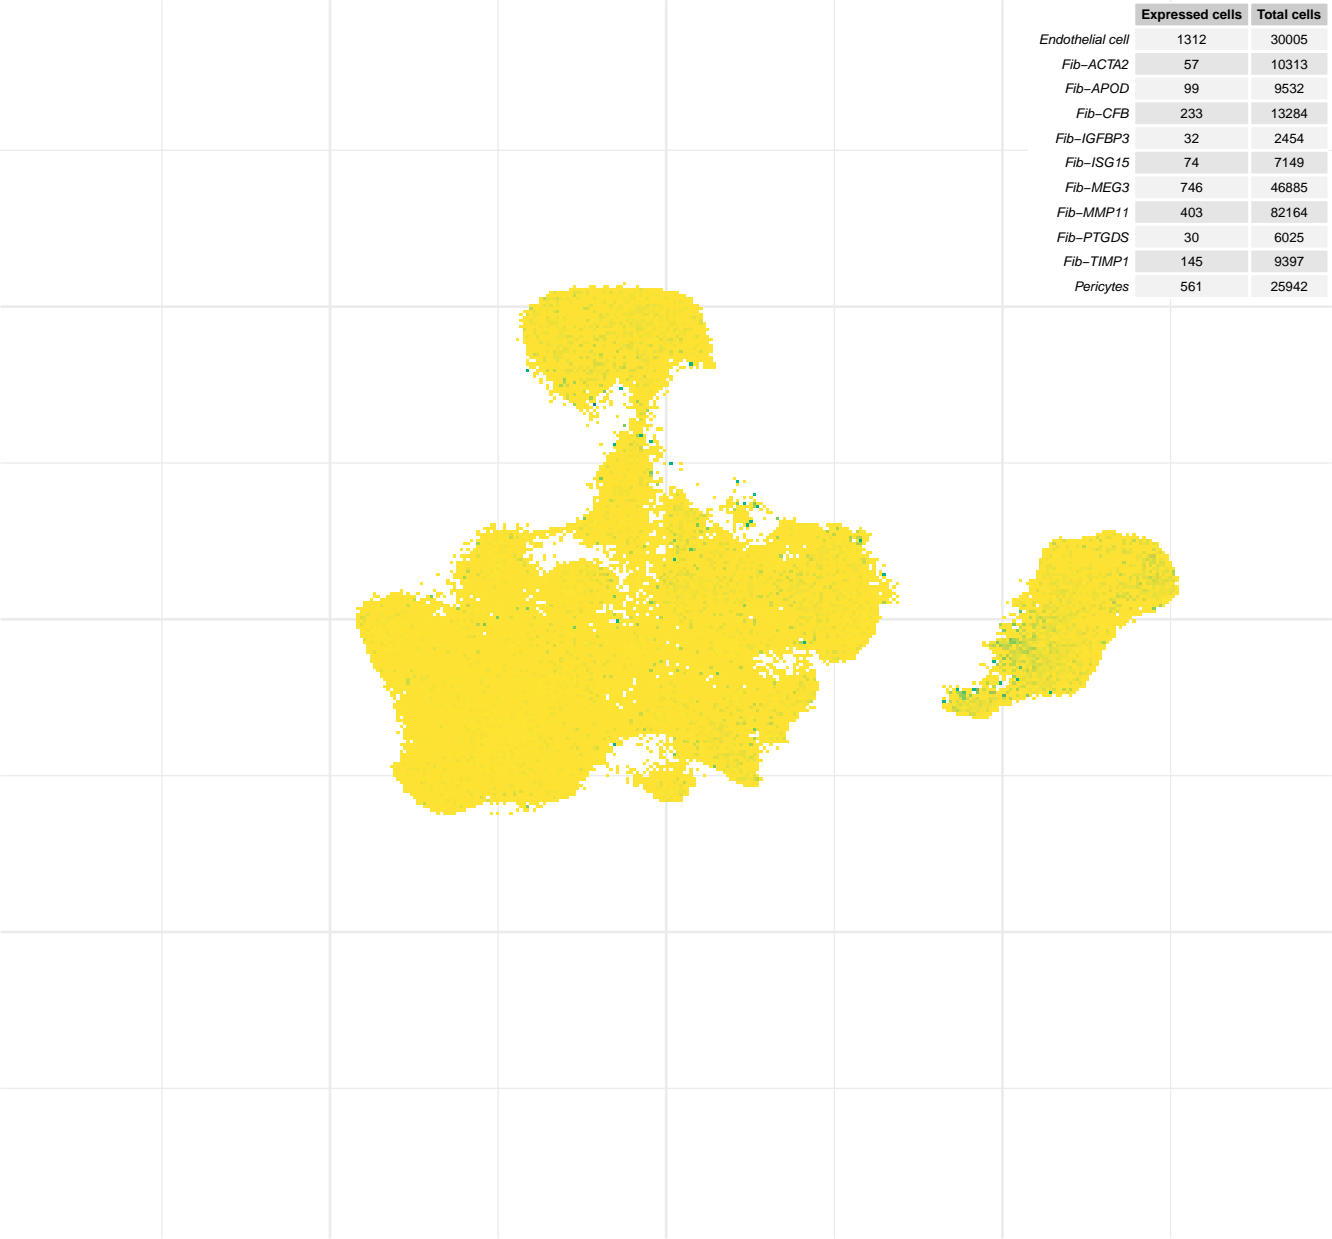 Expressed cells Total cells
Endothelial cell 1312 30005
Fib−ACTA2 57 10313
Fib−APOD 99 9532
Fib−CFB 233 13284
Fib−IGFBP3 32 2454
Fib−ISG15 74 7149
Fib−MEG3 746 46885
Fib−MMP11 403 82164
Fib−PTGDS 30 6025
Fib−TIMP1 145 9397
Pericytes 561 25942